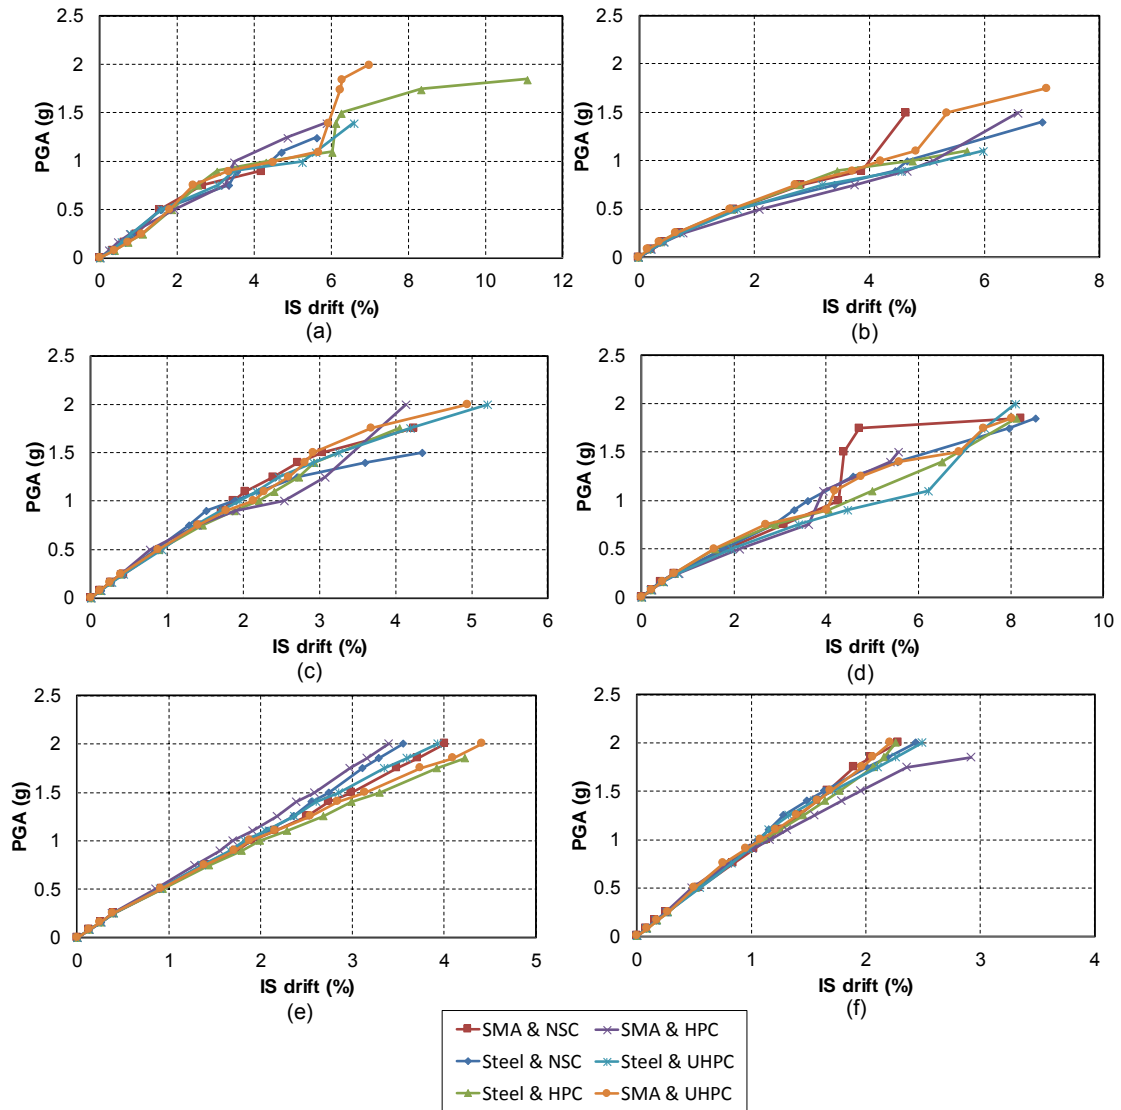 2.5
2
1.5
1
0.5
0
PGA (g)
0 2 4 6 8 10 12
IS drift (%)
(a)
2.5
2
1.5
1
0.5
0
PGA (g)
0 2 4 6 8
IS drift (%)
(b)
2.5
2
1.5
1
0.5
0
PGA (g)
0 1 2 3 4 5 6
IS drift (%)
(c)
2.5
2
1.5
1
0.5
0
PGA (g)
0 2 4 6 8 10
IS drift (%)
(d)
2.5
2
1.5
1
0.5
0
PGA (g)
0 1 2 3 4 5
IS drift (%)
(e)
2.5
2
1.5
1
0.5
0
PGA (g)
0 1 2 3 4
IS drift (%)
(f)
SMA & NSC SMA & HPC
Steel & NSC Steel & UHPC
Steel & HPC SMA & UHPC